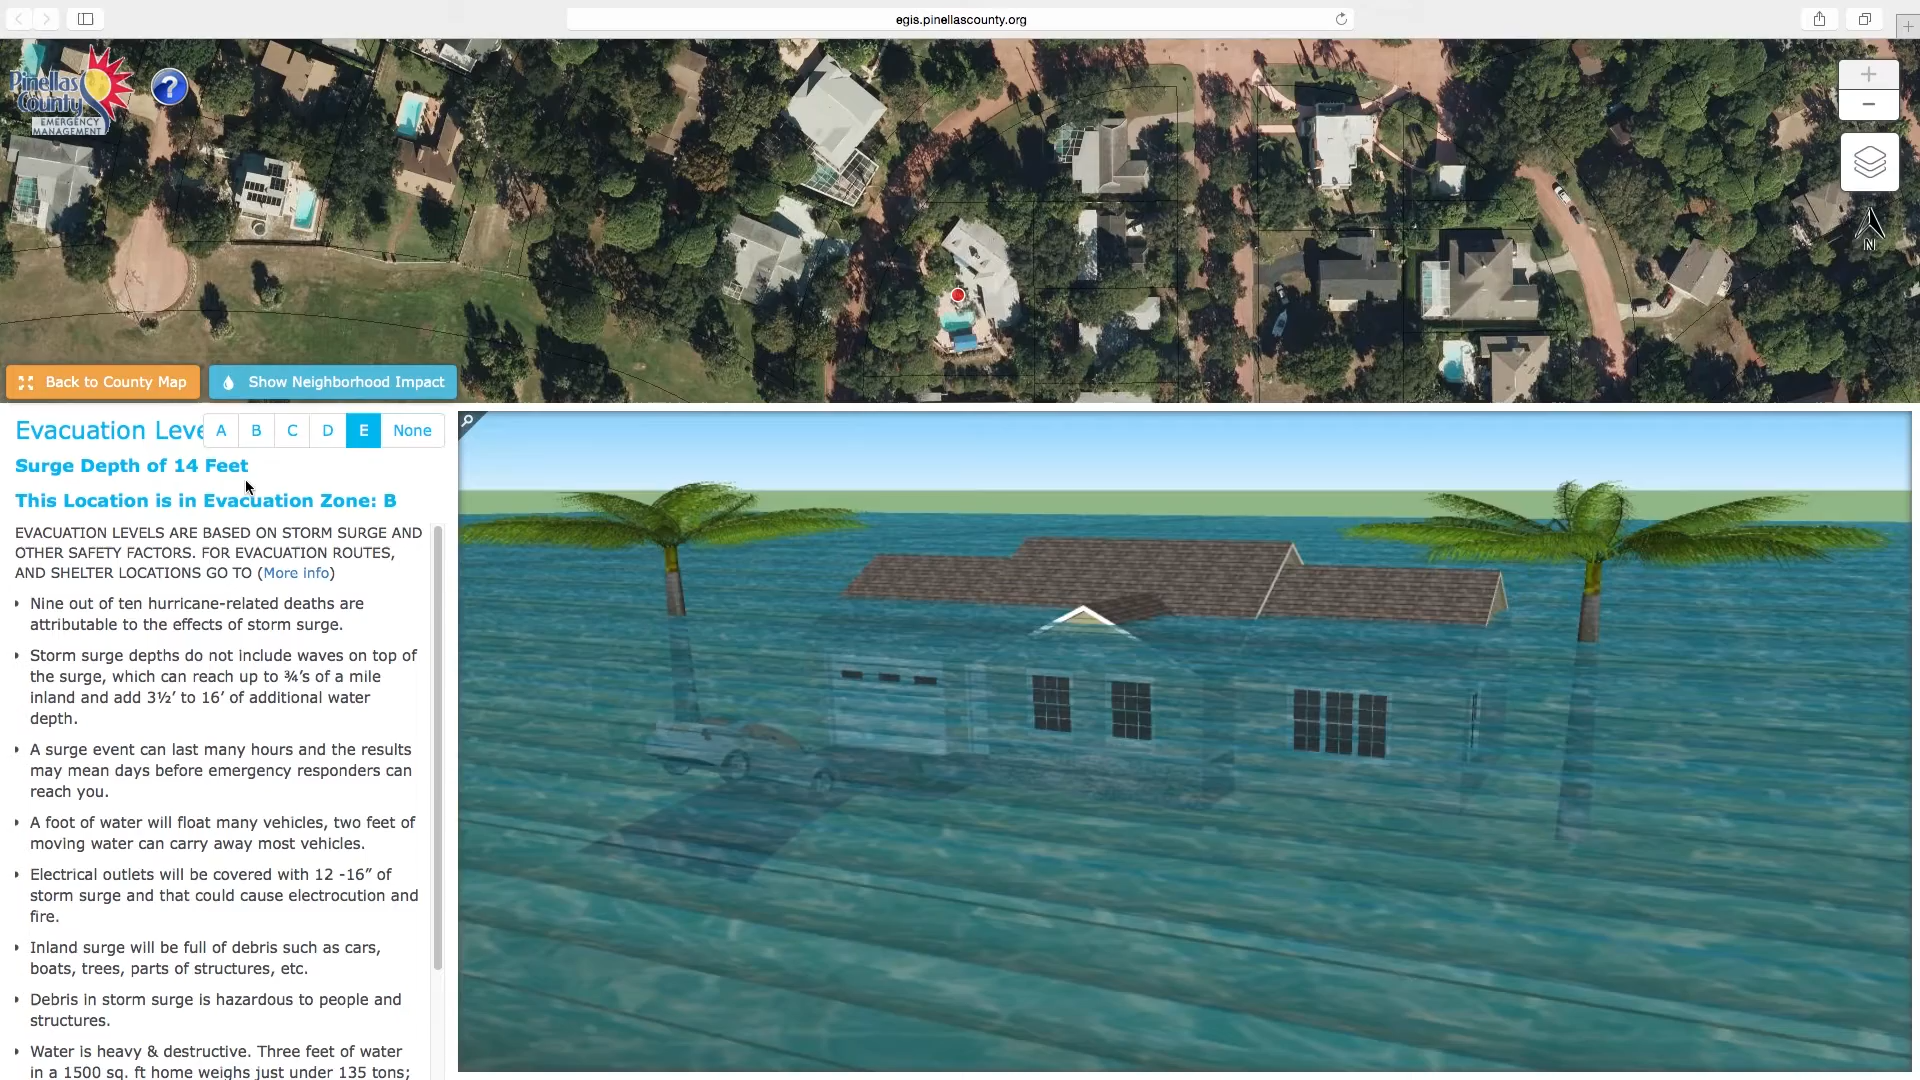 egis.pinellascounty.org
Pinellas
County
EMERGENCY
MANAGEMENT
?
+
−
N
Back to County Map
Show Neighborhood Impact
Evacuation Leve
A B C D E None
Surge Depth of 14 Feet
This Location is in Evacuation Zone: B
EVACUATION LEVELS ARE BASED ON STORM SURGE AND
OTHER SAFETY FACTORS. FOR EVACUATION ROUTES,
AND SHELTER LOCATIONS GO TO (More info)
Nine out of ten hurricane-related deaths are
attributable to the effects of storm surge.
Storm surge depths do not include waves on top of
the surge, which can reach up to ¾’s of a mile
inland and add 3½’ to 16’ of additional water
depth.
A surge event can last many hours and the results
may mean days before emergency responders can
reach you.
A foot of water will float many vehicles, two feet of
moving water can carry away most vehicles.
Electrical outlets will be covered with 12 -16” of
storm surge and that could cause electrocution and
fire.
Inland surge will be full of debris such as cars,
boats, trees, parts of structures, etc.
Debris in storm surge is hazardous to people and
structures.
Water is heavy & destructive. Three feet of water
in a 1500 sq. ft home weighs just under 135 tons;